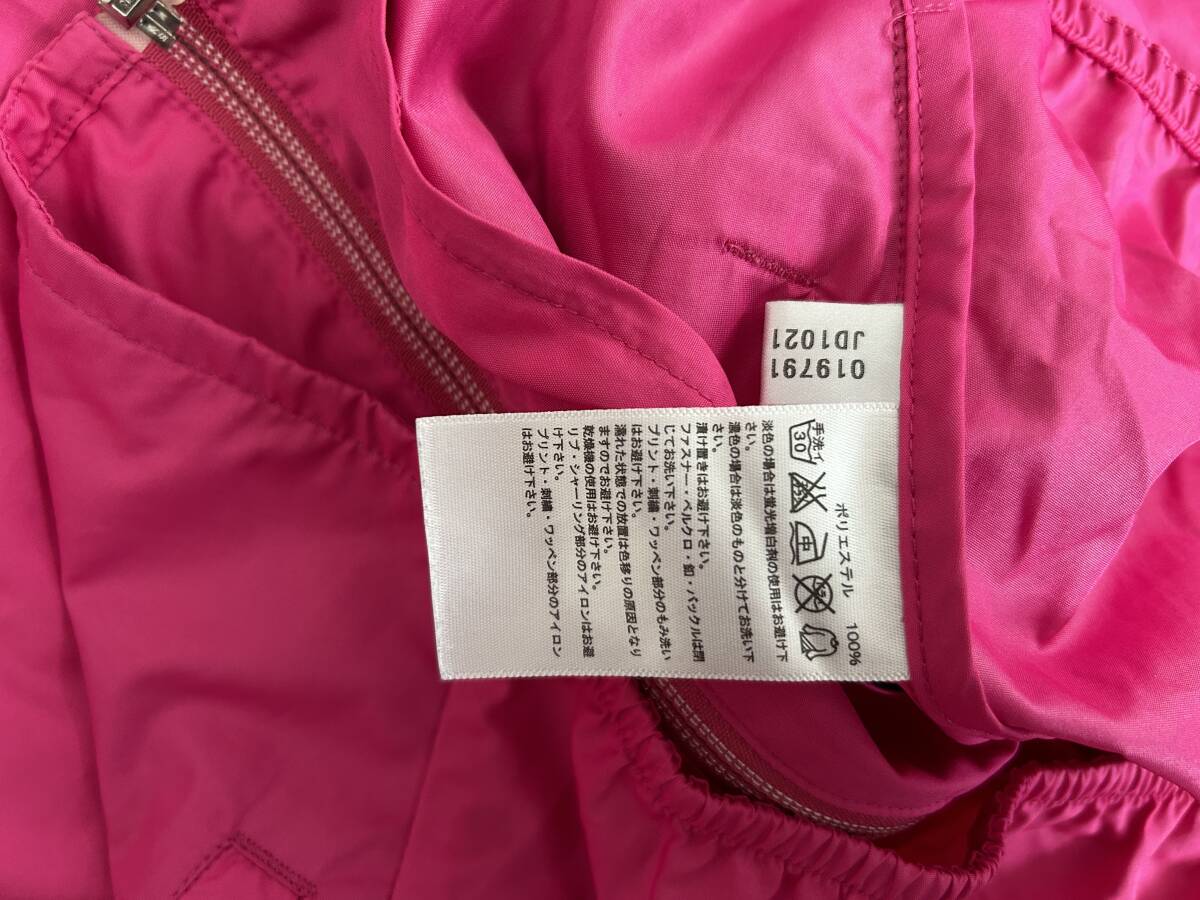 019791
JD1021
ポリエステル 100%
手洗イ
30
淡色の場合は蛍光増白剤の使用はお避け下
さい。
濃色の場合は淡色のものと分けてお洗い下
さい。
漬け置きはお避け下さい。
ファスナー・ベルクロ・釦・バックルは閉
じてお洗い下さい。
プリント・刺繍・ワッペン部分のもみ洗い
はお避け下さい。
濡れた状態での放置は色移りの原因となり
ますのでお避け下さい。
乾燥機の使用はお避け下さい。
リブ・シャーリング部分のアイロンはお避
け下さい。
プリント・刺繍・ワッペン部分のアイロン
はお避け下さい。